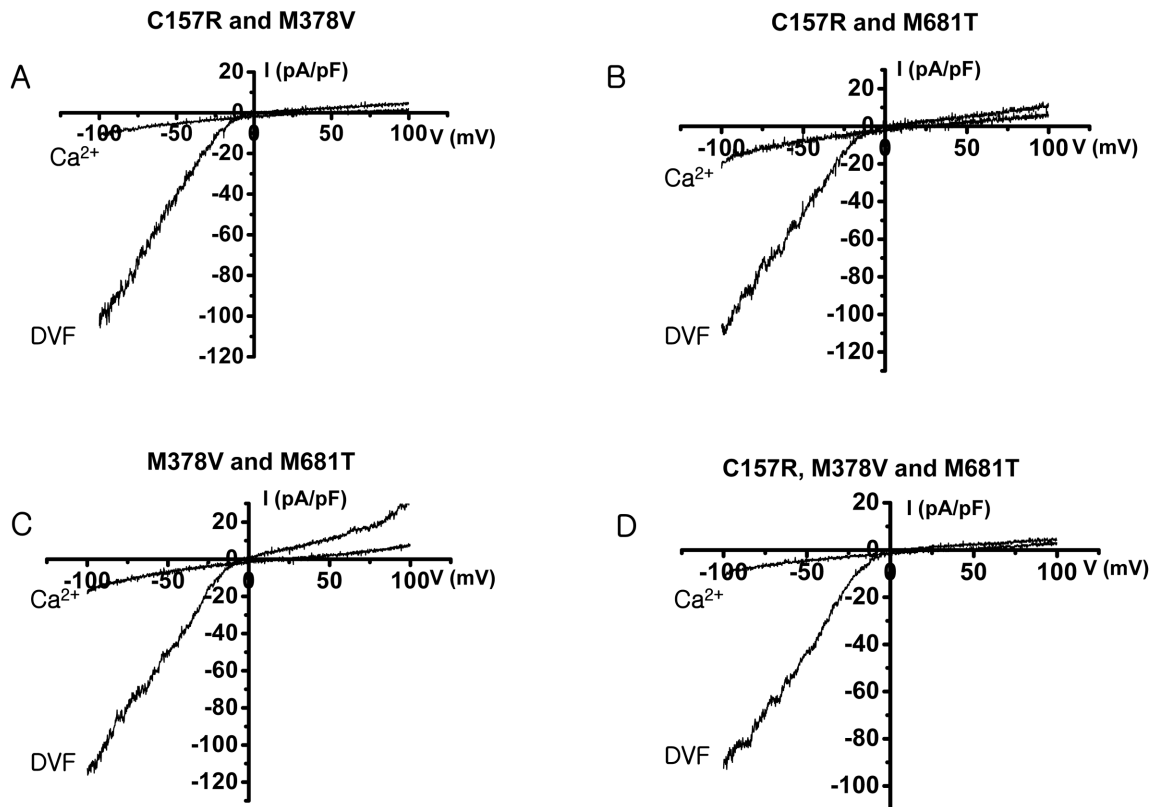 C157R and M378V
A
I (pA/pF)
20
0
-20
-40
-60
-80
-100
-120
-100
-50
0
50
100
V (mV)
Ca²⁺
DVF
C157R and M681T
B
I (pA/pF)
20
0
-20
-40
-60
-80
-100
-120
-100
-50
0
50
100
V (mV)
Ca²⁺
DVF
M378V and M681T
C
I (pA/pF)
20
0
-20
-40
-60
-80
-100
-120
-100
-50
0
50
100
V (mV)
Ca²⁺
DVF
C157R, M378V and M681T
D
I (pA/pF)
20
0
-20
-40
-60
-80
-100
-100
-50
0
50
100
V (mV)
Ca²⁺
DVF